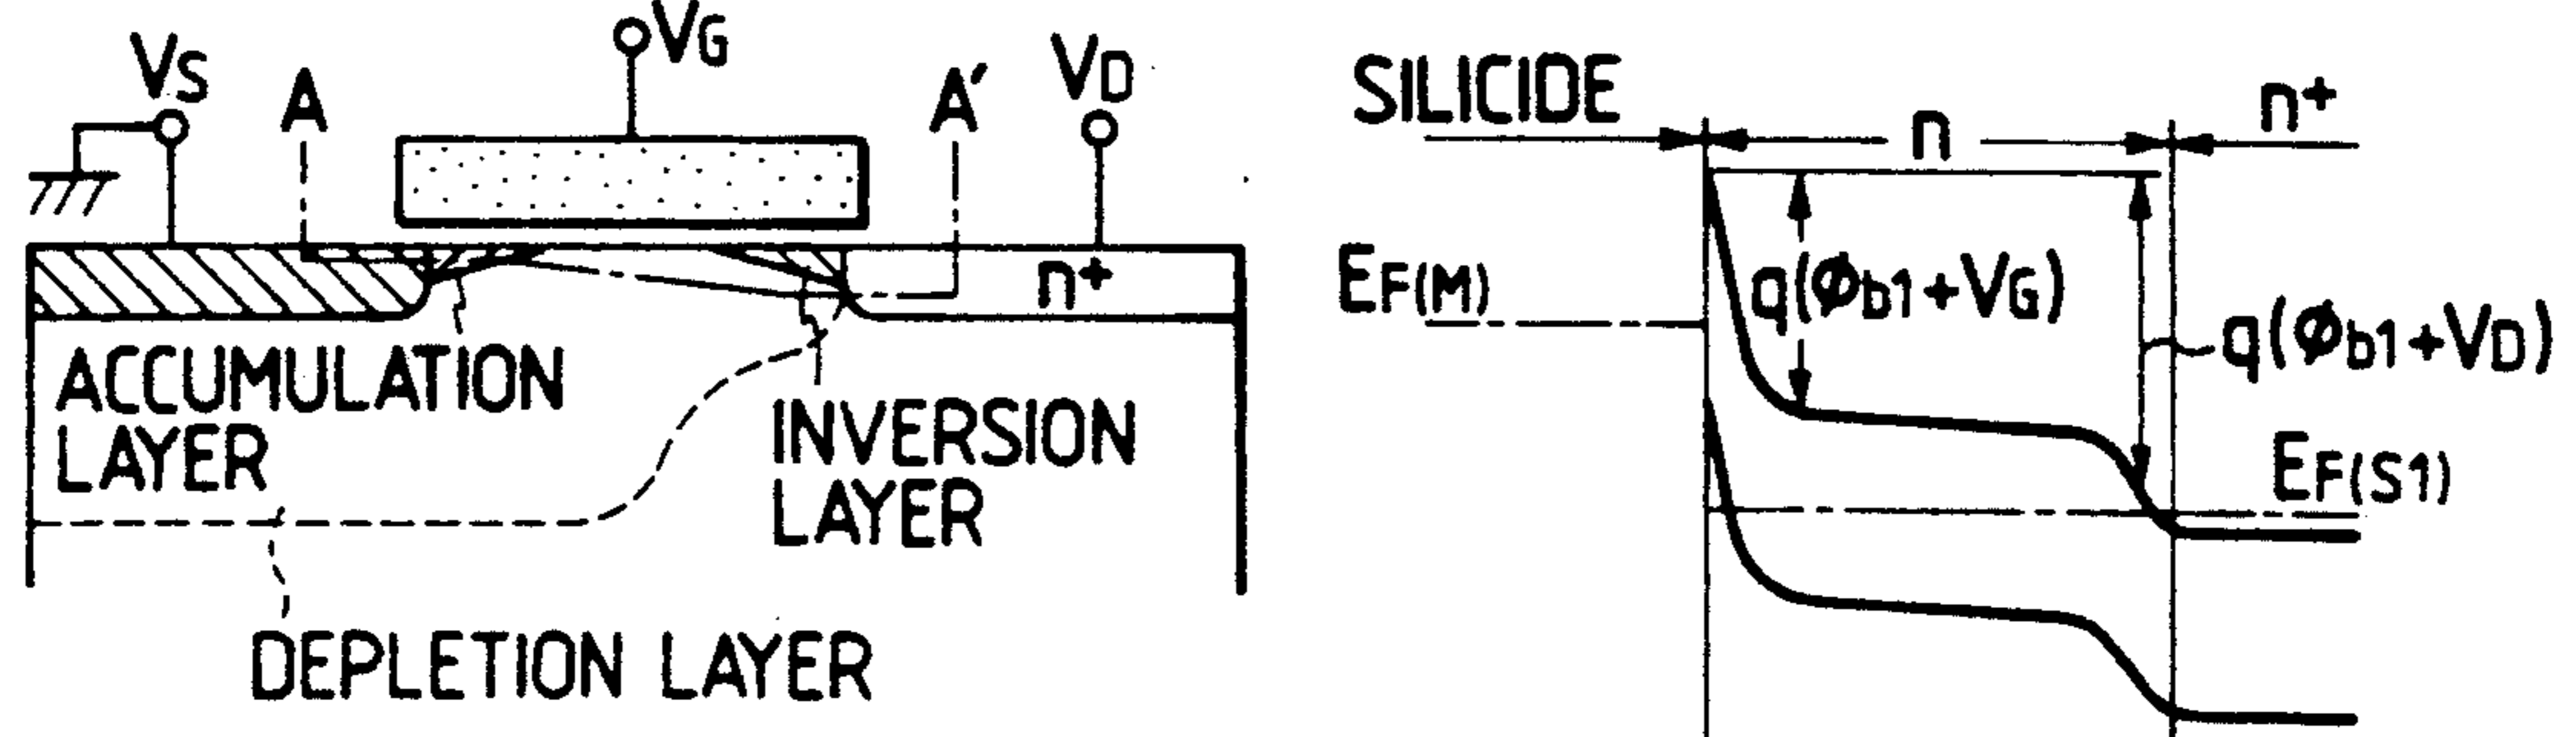 VS
A
VG
A′
VD
n+
ACCUMULATION
LAYER
INVERSION
LAYER
DEPLETION LAYER
SILICIDE
n
n+
EF(M)
q(Φb1+VG)
q(Φb1+VD)
EF(S1)